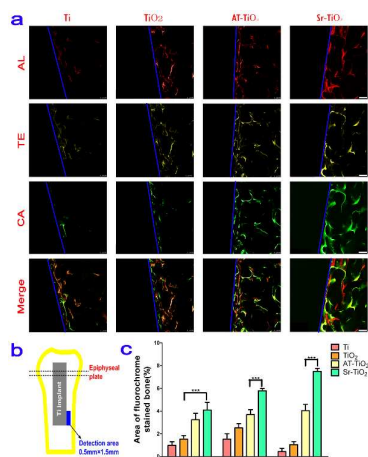 a
Ti TiO2 AT-TiO2 Sr-TiO2
AL
TE
CA
Merge
b
Epiphyseal
plate
Ti Implant
Detection area
0.5mm×1.5mm
c
Area of fluorochrome
stained bone(%)
8
6
4
2
0
***
***
***
Ti
TiO2
AT-TiO2
Sr-TiO2